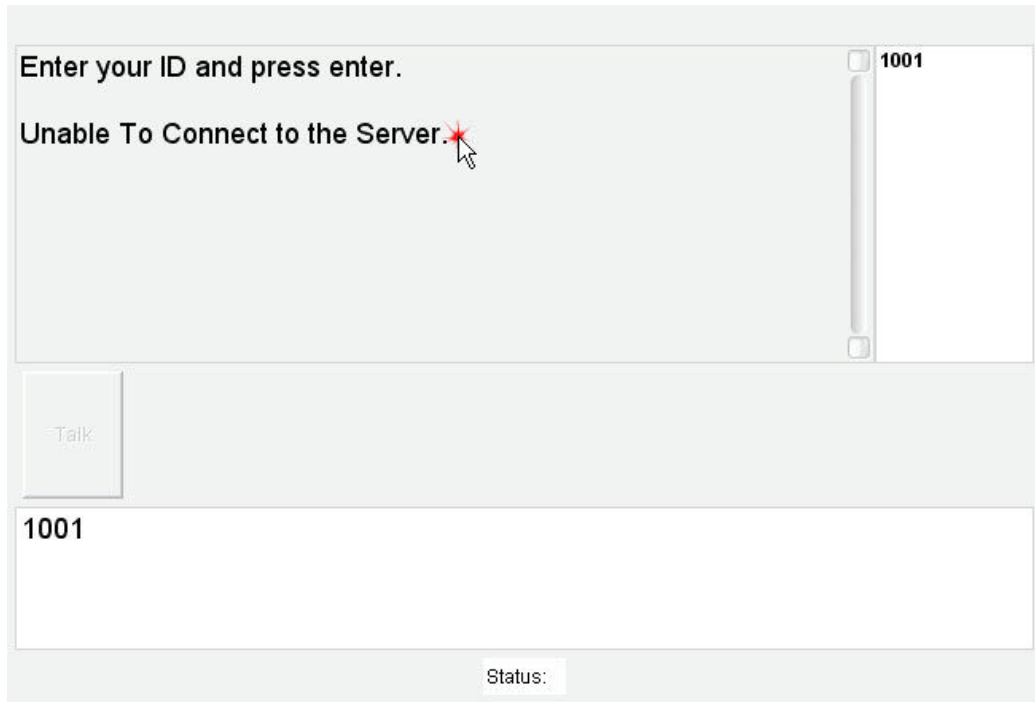 Enter your ID and press enter.
1001
Unable To Connect to the Server.
Talk
1001
Status: